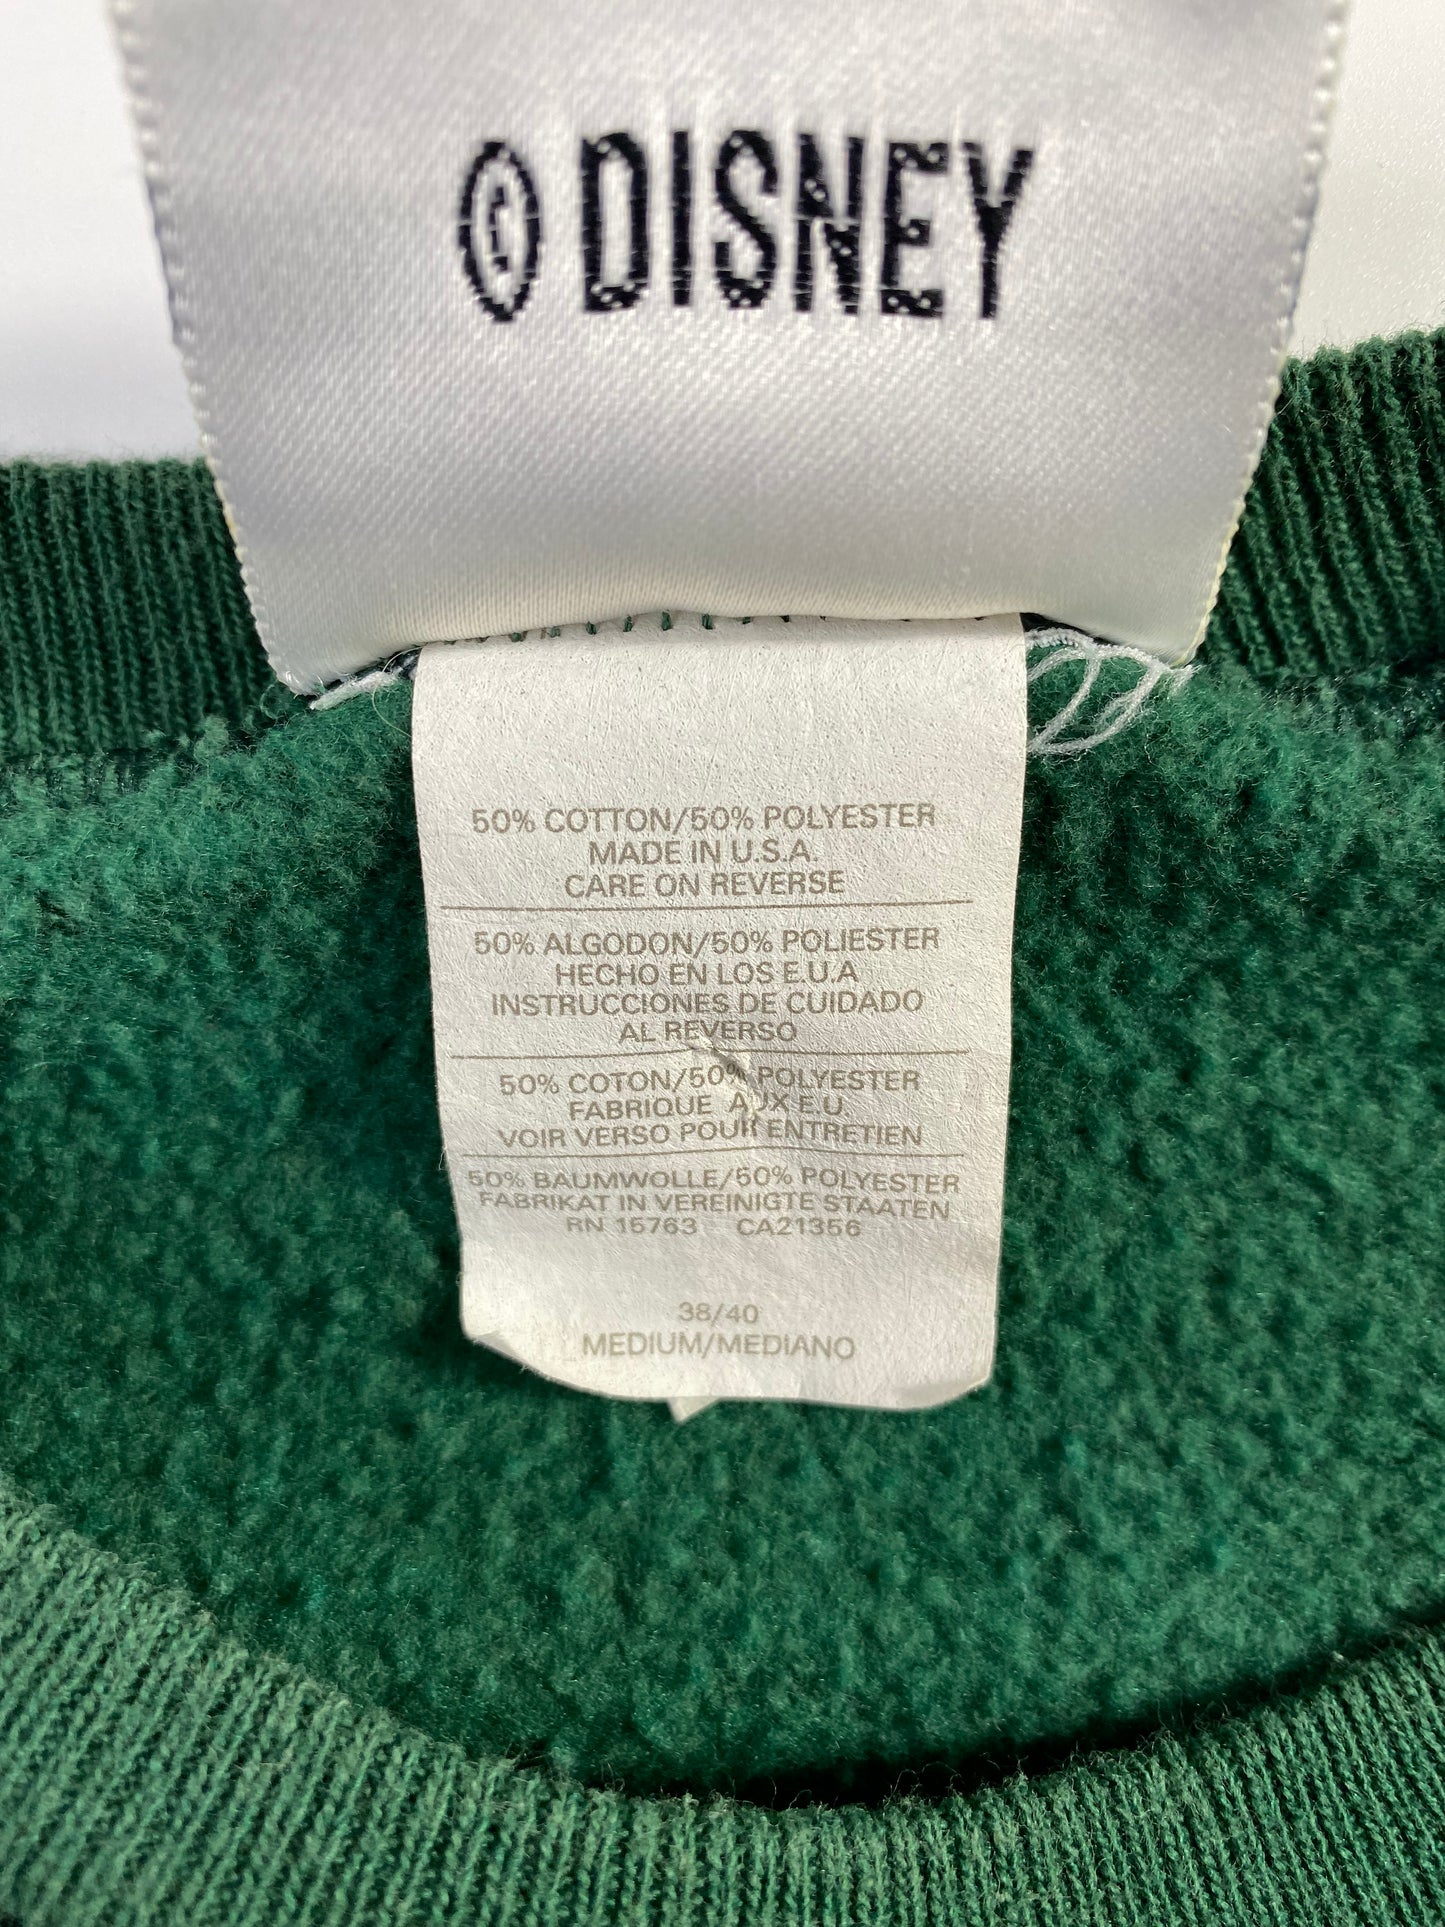 © DISNEY
50% COTTON/50% POLYESTER
MADE IN U.S.A.
CARE ON REVERSE
50% ALGODON/50% POLIESTER
HECHO EN LOS E.U.A
INSTRUCCIONES DE CUIDADO
AL REVERSO
50% COTON/50% POLYESTER
FABRIQUE AUX E.U.
VOIR VERSO POUR ENTRETIEN
50% BAUMWOLLE/50% POLYESTER
FABRIKAT IN VEREINIGTE STAATEN
RN 15763 CA21356
38/40
MEDIUM/MEDIANO